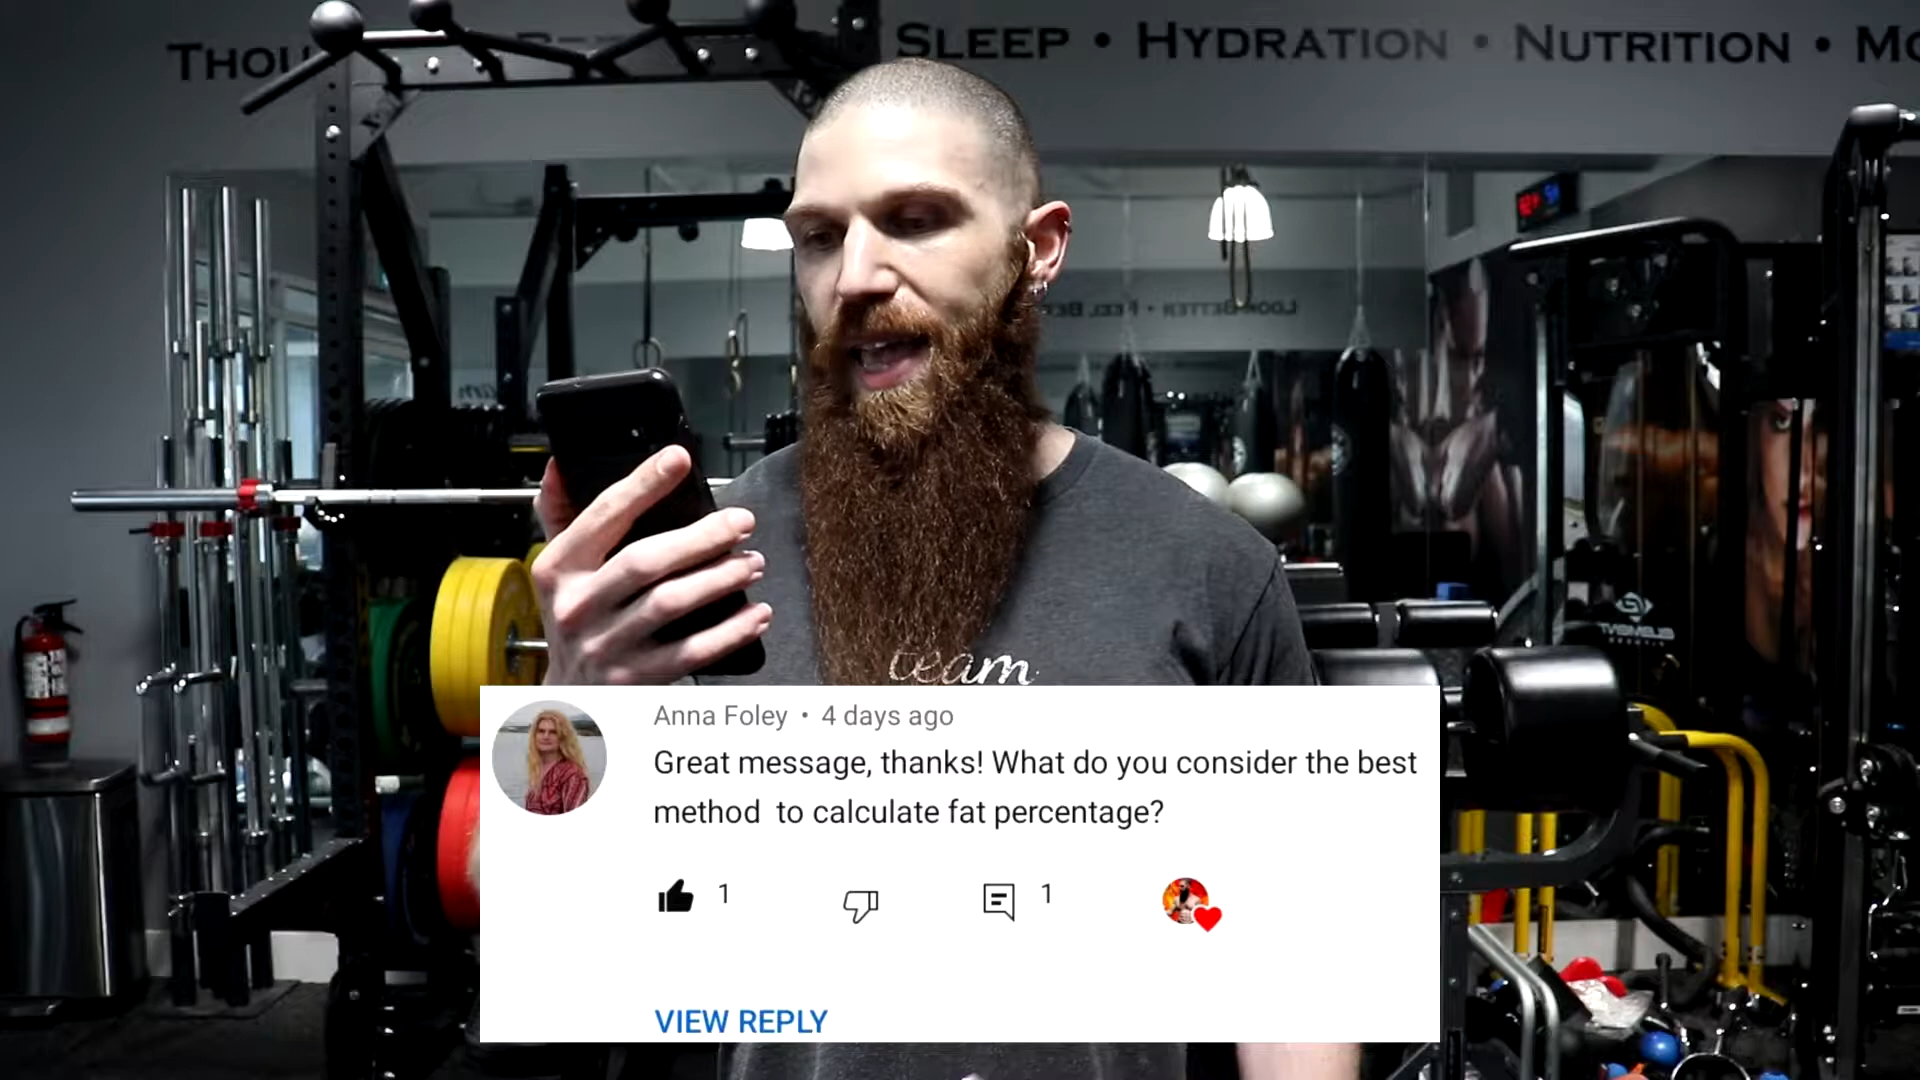 SLEEP • HYDRATION • NUTRITION •
team
Anna Foley • 4 days ago
Great message, thanks! What do you consider the best
method to calculate fat percentage?
1
1
VIEW REPLY